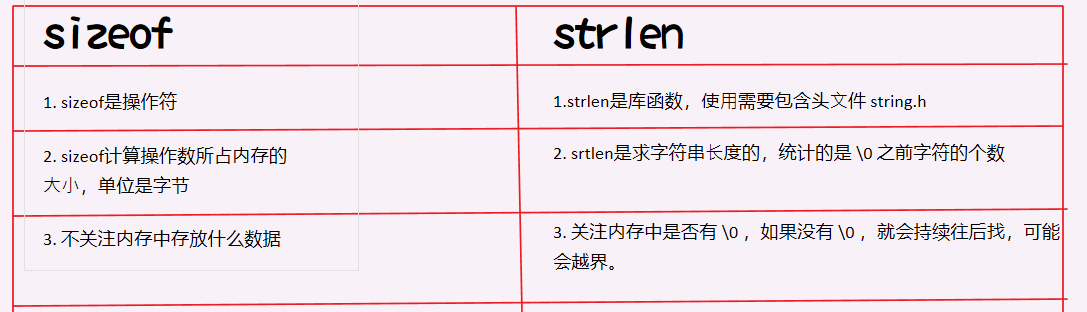 sizeof
strlen
1. sizeof是操作符
1.strlen是库函数，使用需要包含头文件 string.h
2. sizeof计算操作数所占内存的
大小，单位是字节
2. srtlen是求字符串长度的，统计的是 \0 之前字符的个数
3. 不关注内存中存放什么数据
3. 关注内存中是否有 \0 ，如果没有 \0 ，就会持续往后找，可能
会越界。